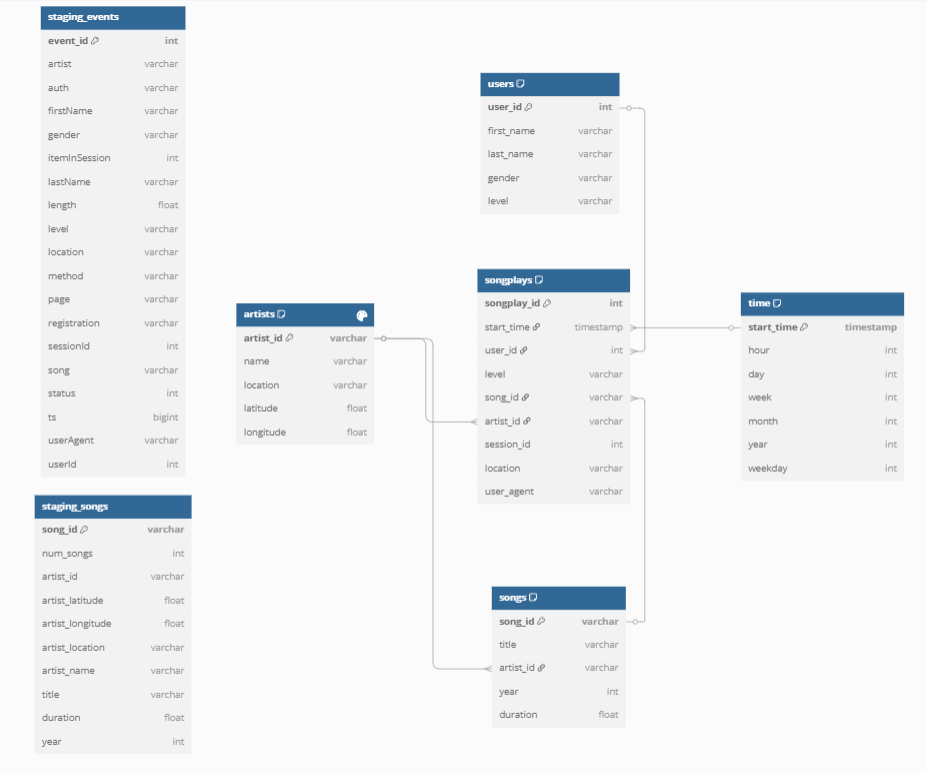 staging_events
event_id int
artist varchar
auth varchar
firstName varchar
gender varchar
itemInSession int
lastName varchar
length float
level varchar
location varchar
method varchar
page varchar
registration varchar
sessionId int
song varchar
status int
ts bigint
userAgent varchar
userId int
staging_songs
song_id varchar
num_songs int
artist_id varchar
artist_latitude float
artist_longitude float
artist_location varchar
artist_name varchar
title varchar
duration float
year int
artists
artist_id varchar
name varchar
location varchar
latitude float
longitude float
users
user_id int
first_name varchar
last_name varchar
gender varchar
level varchar
songplays
songplay_id int
start_time timestamp
user_id int
level varchar
song_id varchar
artist_id varchar
session_id int
location varchar
user_agent varchar
songs
song_id varchar
title varchar
artist_id varchar
year int
duration float
time
start_time timestamp
hour int
day int
week int
month int
year int
weekday int